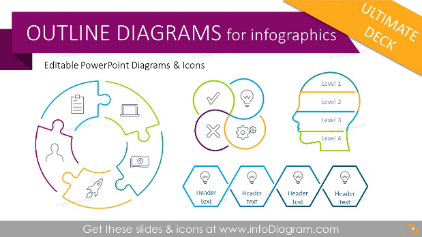 OUTLINE DIAGRAMS for infographics
ULTIMATE
DECK
Editable PowerPoint Diagrams & Icons
Level 1
Level 2
Level 3
Level 4
Header
text
Header
text
Header
text
Header
text
Get these slides & icons at www.infoDiagram.com